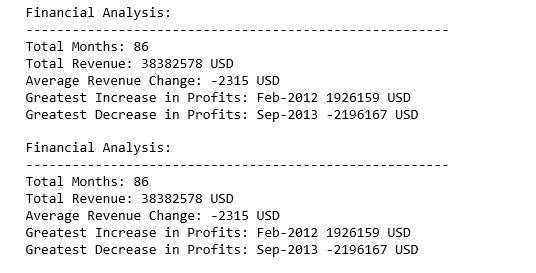 Financial Analysis:
-------------------------------------------------------
Total Months: 86
Total Revenue: 38382578 USD
Average Revenue Change: -2315 USD
Greatest Increase in Profits: Feb-2012 1926159 USD
Greatest Decrease in Profits: Sep-2013 -2196167 USD
Financial Analysis:
-------------------------------------------------------
Total Months: 86
Total Revenue: 38382578 USD
Average Revenue Change: -2315 USD
Greatest Increase in Profits: Feb-2012 1926159 USD
Greatest Decrease in Profits: Sep-2013 -2196167 USD